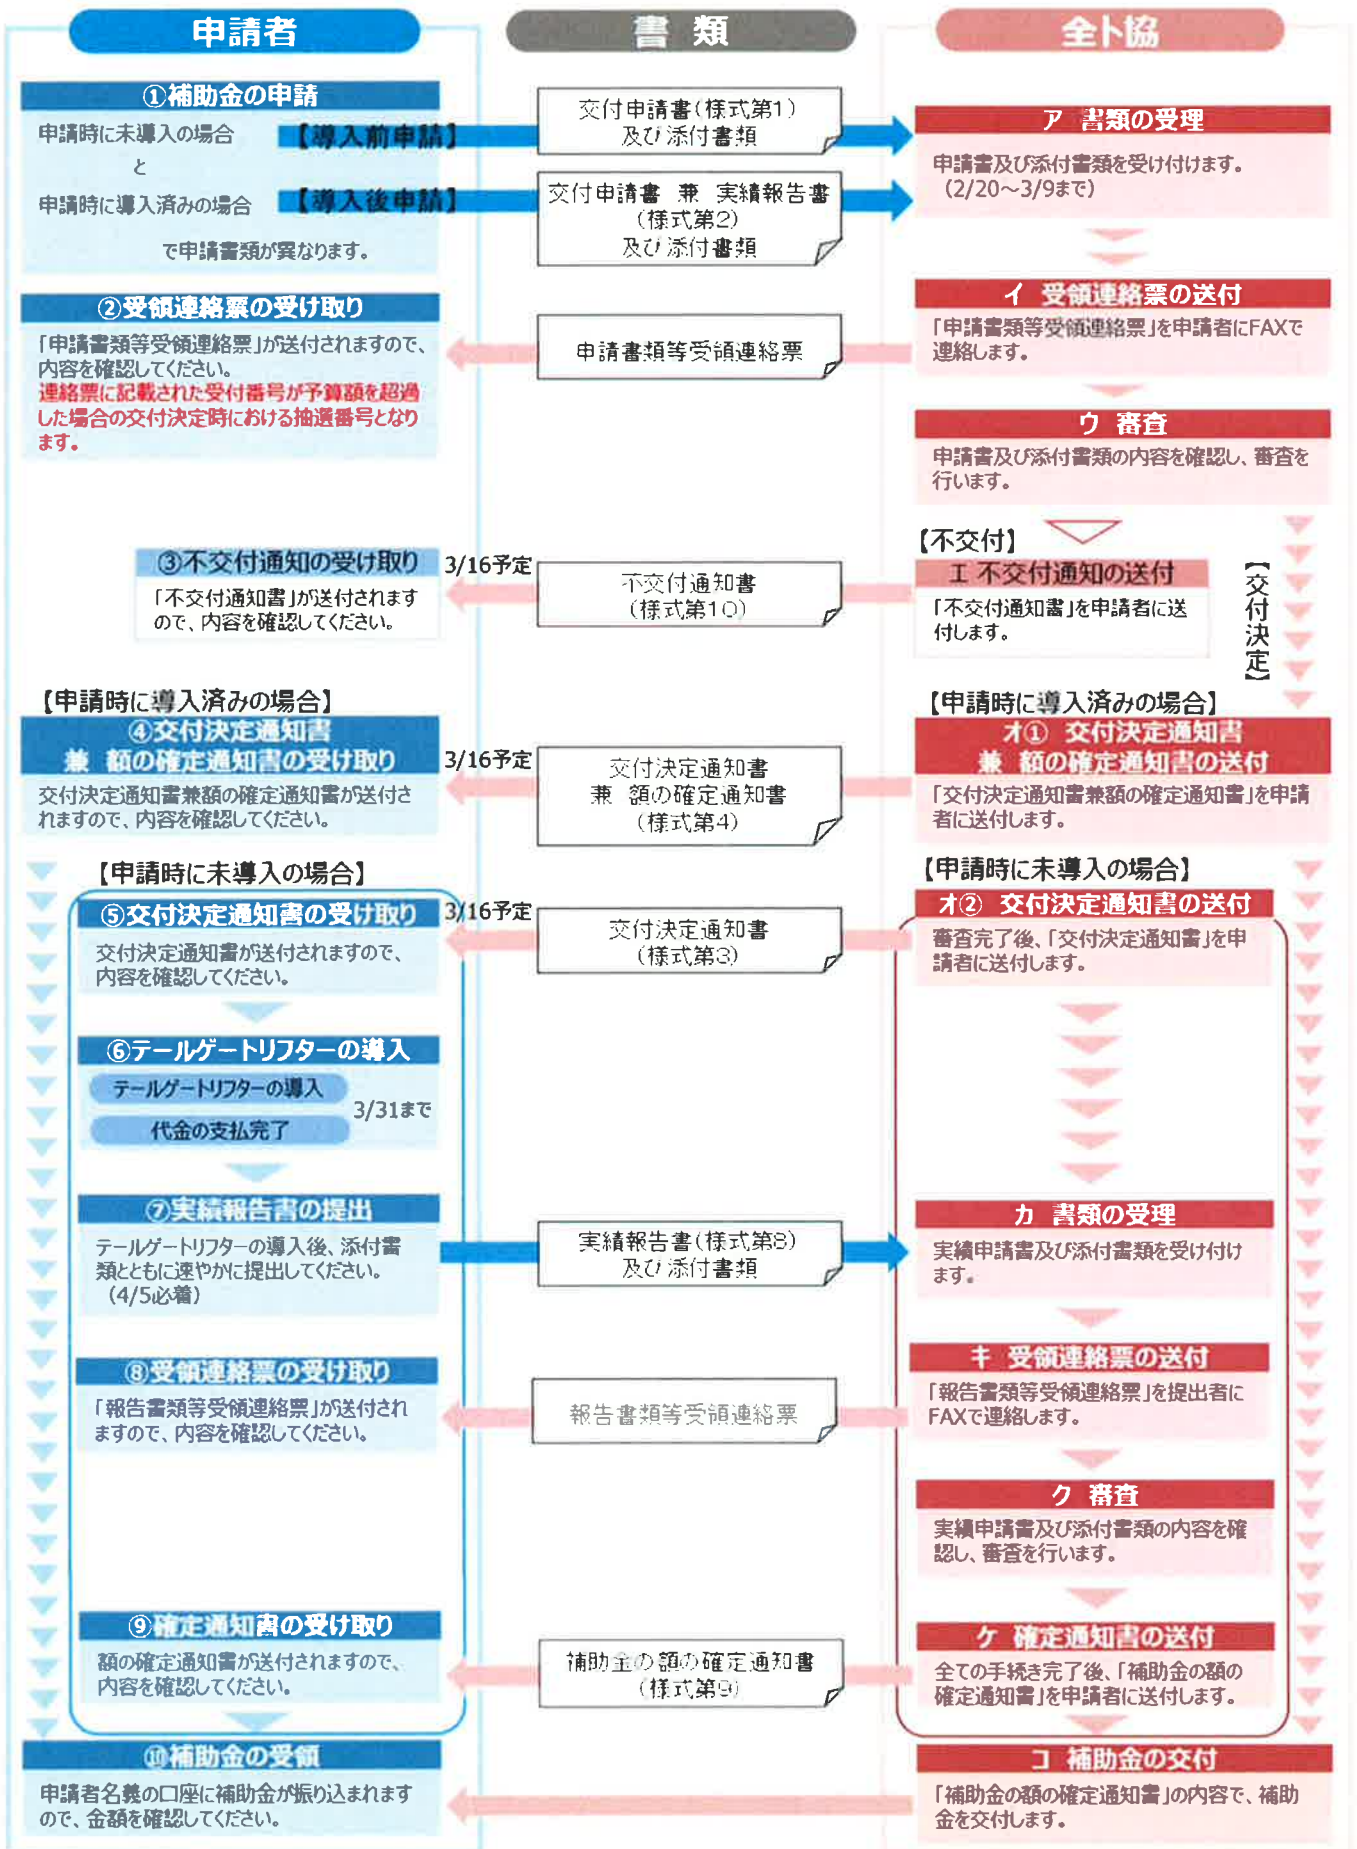 申請者
書類
全ト協
①補助金の申請
申請時に未導入の場合
【導入前申請】
と
申請時に導入済みの場合
【導入後申請】
で申請書類が異なります。
交付申請書(様式第1)
及び添付書類
交付申請書 兼 実績報告書
(様式第2)
及び添付書類
ア 書類の受理
申請書及び添付書類を受け付けます。
(2/20～3/9まで)
②受領連絡票の受け取り
「申請書類等受領連絡票」が送付されますので、
内容を確認してください。
連絡票に記載された受付番号が予算額を超過
した場合の交付決定時における抽選番号となり
ます。
申請書類等受領連絡票
イ 受領連絡票の送付
「申請書類等受領連絡票」を申請者にFAXで
連絡します。
ウ 審査
申請書及び添付書類の内容を確認し、審査を
行います。
③不交付通知の受け取り
「不交付通知書」が送付されます
ので、内容を確認してください。
3/16予定
不交付通知書
(様式第10)
【不交付】
エ 不交付通知の送付
「不交付通知書」を申請者に送
付します。
【交付決定】
【申請時に導入済みの場合】
④交付決定通知書
兼 額の確定通知書の受け取り
交付決定通知書兼額の確定通知書が送付さ
れますので、内容を確認してください。
3/16予定
交付決定通知書
兼 額の確定通知書
(様式第4)
【申請時に導入済みの場合】
オ① 交付決定通知書
兼 額の確定通知書の送付
「交付決定通知書兼額の確定通知書」を申請
者に送付します。
【申請時に未導入の場合】
⑤交付決定通知書の受け取り
交付決定通知書が送付されますので、
内容を確認してください。
3/16予定
交付決定通知書
(様式第3)
【申請時に未導入の場合】
オ② 交付決定通知書の送付
審査完了後、「交付決定通知書」を申
請者に送付します。
⑥テールゲートリフターの導入
テールゲートリフターの導入
3/31まで
代金の支払完了
⑦実績報告書の提出
テールゲートリフターの導入後、添付書
類とともに速やかに提出してください。
(4/5必着)
実績報告書(様式第8)
及び添付書類
カ 書類の受理
実績申請書及び添付書類を受け付け
ます。
⑧受領連絡票の受け取り
「報告書類等受領連絡票」が送付され
ますので、内容を確認してください。
報告書類等受領連絡票
キ 受領連絡票の送付
「報告書類等受領連絡票」を提出者に
FAXで連絡します。
ク 審査
実績申請書及び添付書類の内容を確
認し、審査を行います。
⑨確定通知書の受け取り
額の確定通知書が送付されますので、
内容を確認してください。
補助金の額の確定通知書
(様式第9)
ケ 確定通知書の送付
全ての手続き完了後、「補助金の額の
確定通知書」を申請者に送付します。
⑩補助金の受領
申請者名義の口座に補助金が振り込まれます
ので、金額を確認してください。
コ 補助金の交付
「補助金の額の確定通知書」の内容で、補助
金を交付します。